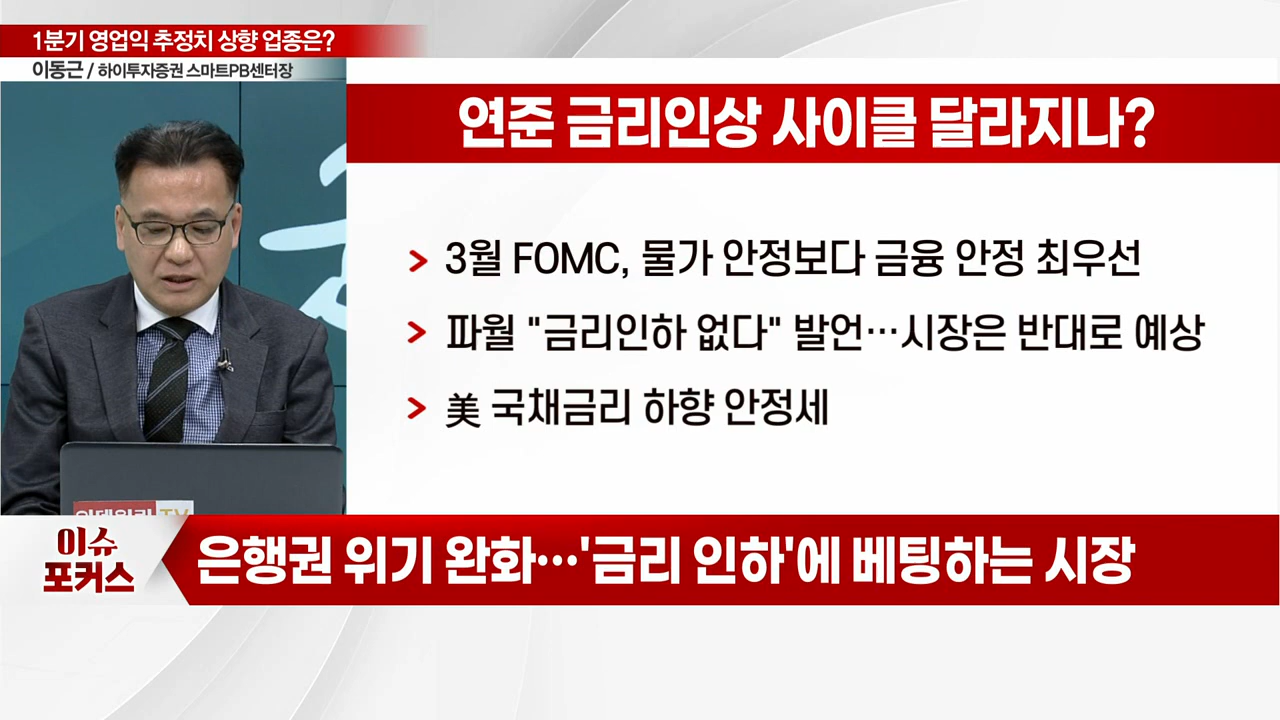 1분기 영업익 추정치 상향 업종은?
이동근 / 하이투자증권 스마트PB센터장
연준 금리인상 사이클 달라지나?
> 3월 FOMC, 물가 안정보다 금융 안정 최우선
> 파월 "금리인하 없다" 발언…시장은 반대로 예상
> 美 국채금리 하향 안정세
이슈
포커스
은행권 위기 완화…'금리 인하'에 베팅하는 시장